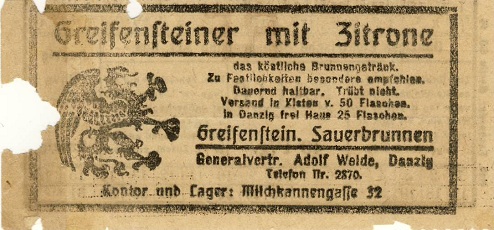 Greifensteiner mit Zitrone
das köstliche Brunnengetränk.
Zu Festlichkeiten besonders empfohlen.
Dauernd haltbar. Trübt nicht.
Versand in Kisten v. 50 Flaschen.
in Danzig frei Haus 25 Flaschen.
Greifenstein. Sauerbrunnen
Generalvertr. Adolf Weide, Danzig
Telefon Nr. 2870.
Kontor und Lager: Milchkannengasse 32